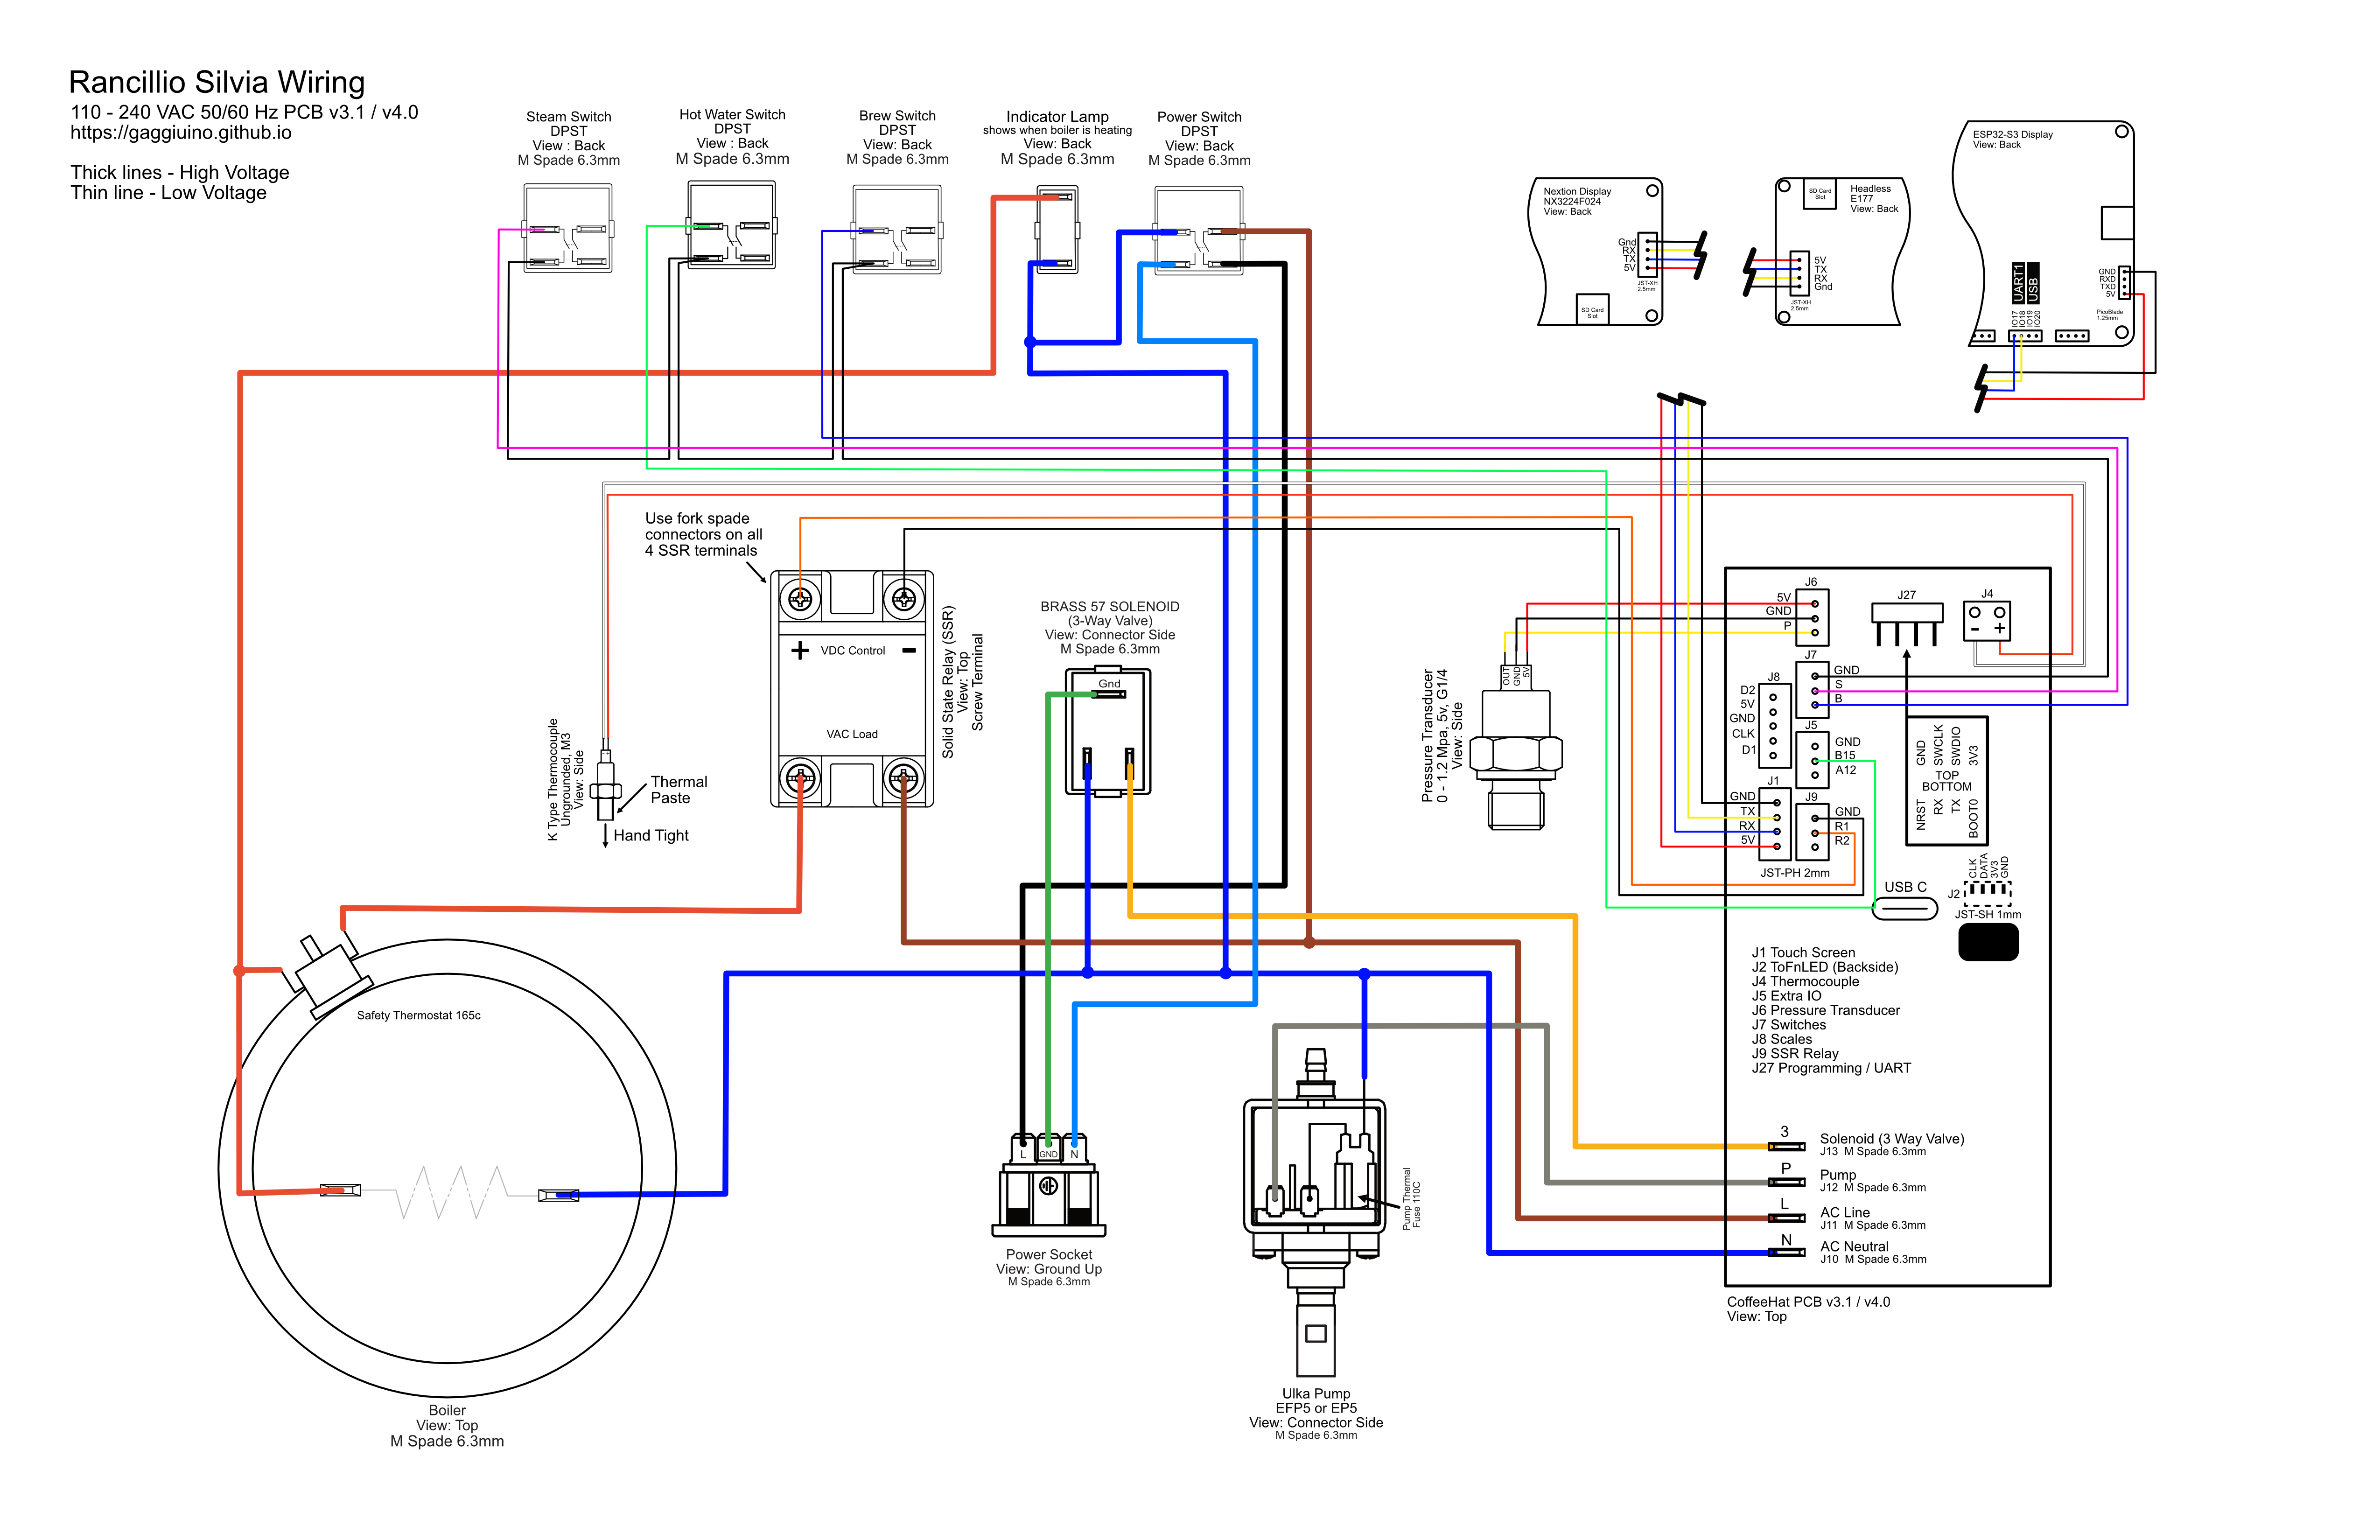 Rancillio Silvia Wiring
110 - 240 VAC 50/60 Hz PCB v3.1 / v4.0
https://gaggiuino.github.io
Thick lines - High Voltage
Thin line - Low Voltage
Steam Switch
DPST
View : Back
M Spade 6.3mm
Hot Water Switch
DPST
View : Back
M Spade 6.3mm
Brew Switch
DPST
View: Back
M Spade 6.3mm
Indicator Lamp
shows when boiler is heating
View: Back
M Spade 6.3mm
Power Switch
DPST
View: Back
M Spade 6.3mm
Nextion Display
NX3224F024
View: Back
Gnd
RX
TX
5V
JST-XH
2.5mm
SD Card
Slot
SD Card
Slot
Headless
E177
View: Back
5V
TX
RX
Gnd
JST-XH
2.5mm
ESP32-S3 Display
View: Back
GND
RXD
TXD
5V
PicoBlade
1.25mm
UART1
USB
IO17
IO18
IO19
IO20
Use fork spade
connectors on all
4 SSR terminals
+ VDC Control -
VAC Load
Solid State Relay (SSR)
View: Top
Screw Terminal
BRASS 57 SOLENOID
(3-Way Valve)
View: Connector Side
M Spade 6.3mm
Gnd
K Type Thermocouple
Ungrounded, M3
View: Side
Thermal
Paste
Hand Tight
Pressure Transducer
0 - 1.2 Mpa, 5v, G1/4
View: Side
OUT
GND
5V
J6
5V
GND
P
J27
J4
- +
J7
GND
S
B
J8
D2
5V
GND
CLK
D1
J5
GND
B15
A12
J1
GND
TX
RX
5V
J9
GND
R1
R2
JST-PH 2mm
GND
SWCLK
SWDIO
3V3
TOP
BOTTOM
NRST
RX
TX
BOOT0
USB C
CLK
DATA
3V3
GND
J2
JST-SH 1mm
J1 Touch Screen
J2 ToFnLED (Backside)
J4 Thermocouple
J5 Extra IO
J6 Pressure Transducer
J7 Switches
J8 Scales
J9 SSR Relay
J27 Programming / UART
3
Solenoid (3 Way Valve)
J13 M Spade 6.3mm
P
Pump
J12 M Spade 6.3mm
L
AC Line
J11 M Spade 6.3mm
N
AC Neutral
J10 M Spade 6.3mm
CoffeeHat PCB v3.1 / v4.0
View: Top
Safety Thermostat 165c
Boiler
View: Top
M Spade 6.3mm
L
GND
N
Power Socket
View: Ground Up
M Spade 6.3mm
Pump Thermal
Fuse 110C
Ulka Pump
EFP5 or EP5
View: Connector Side
M Spade 6.3mm